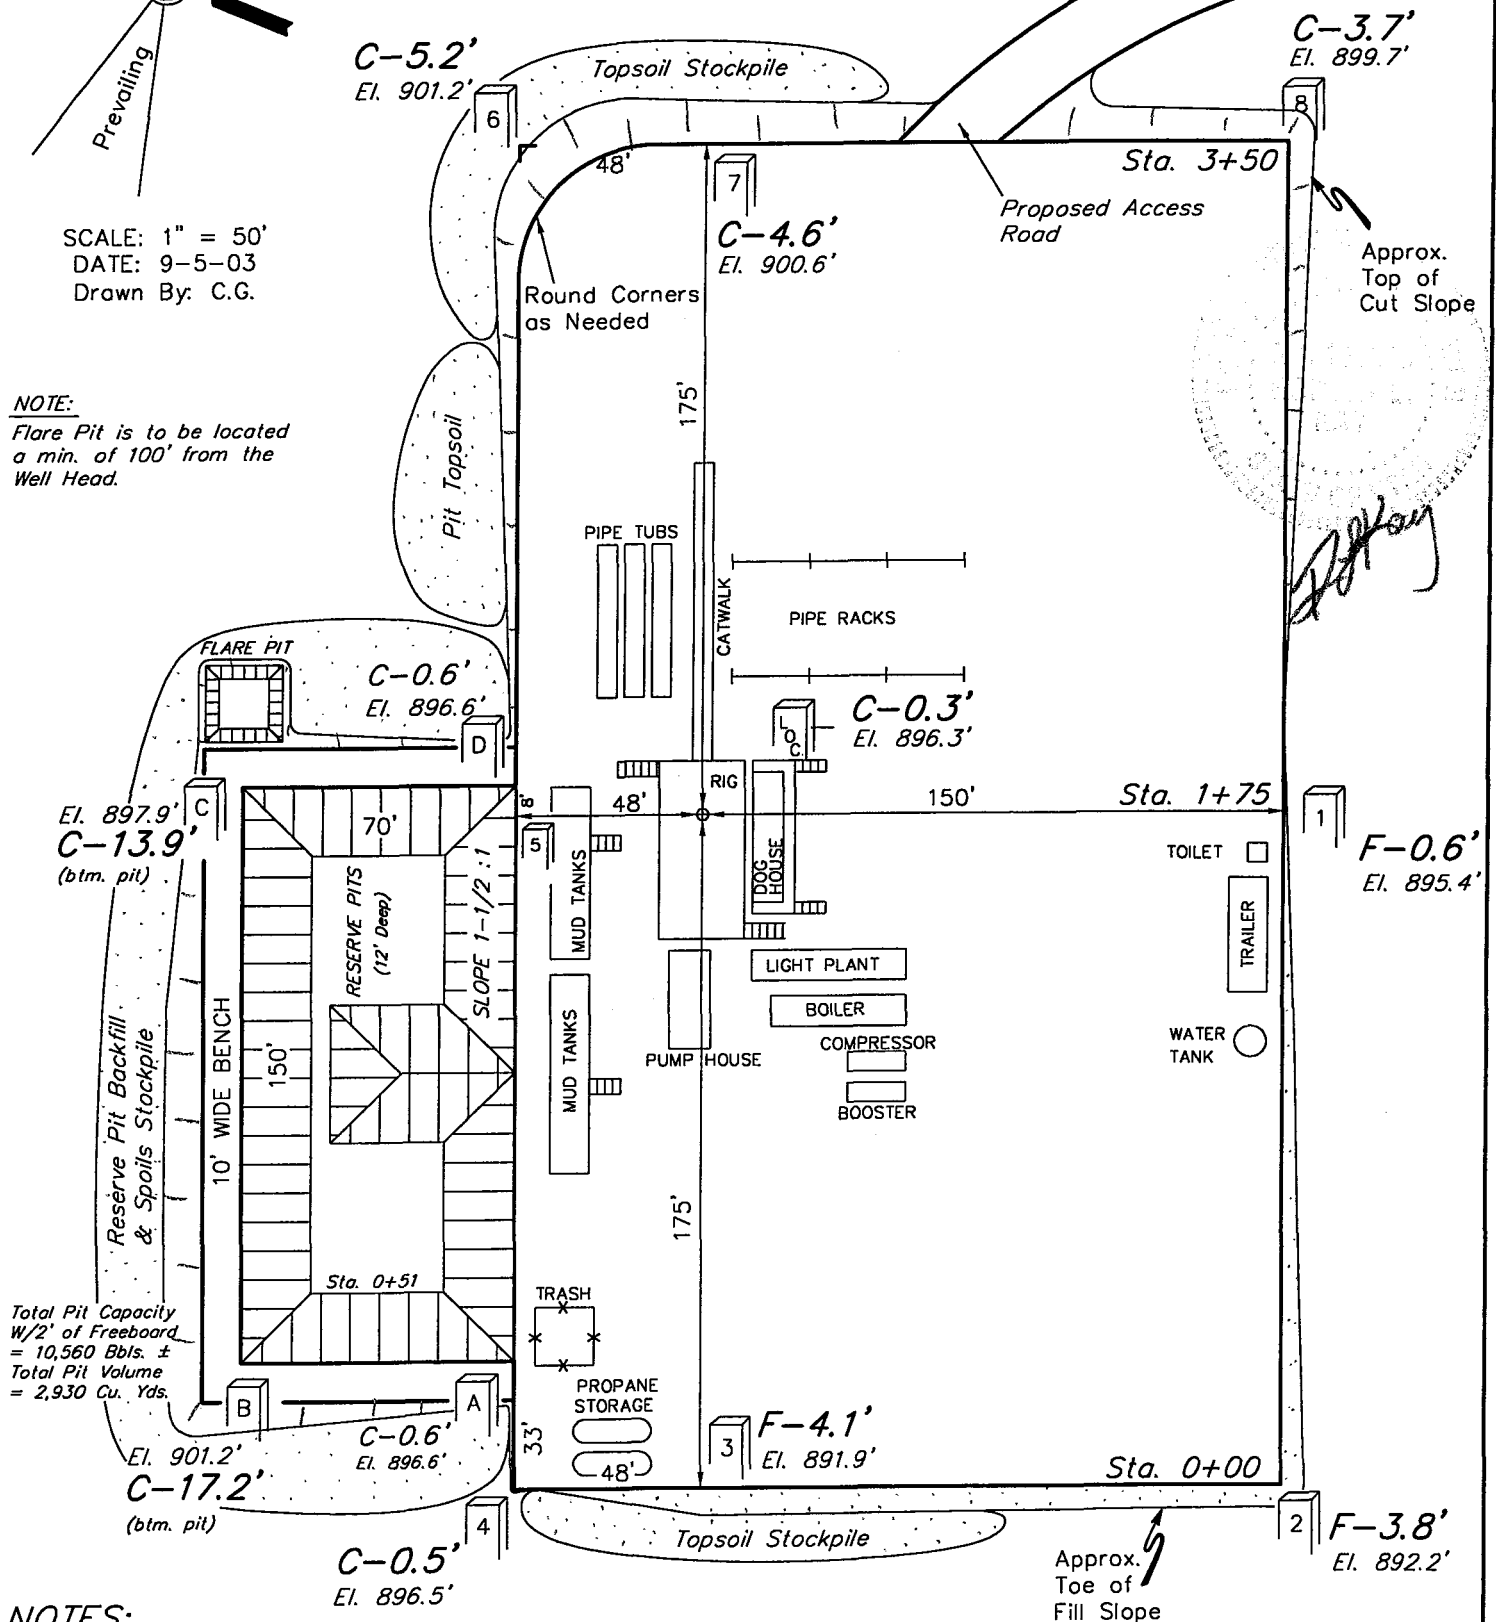 Prevailing
SCALE: 1" = 50'
DATE: 9-5-03
Drawn By: C.G.
NOTE:
Flare Pit is to be located
a min. of 100' from the
Well Head.
C-5.2'
El. 901.2'
6
Topsoil Stockpile
C-3.7'
El. 899.7'
8
48'
7
C-4.6'
El. 900.6'
Sta. 3+50
Proposed Access
Road
Approx.
Top of
Cut Slope
Round Corners
as Needed
175'
Pit Topsoil
PIPE TUBS
CATWALK
PIPE RACKS
FLARE PIT
C-0.6'
El. 896.6'
D
LOC.
C-0.3'
El. 896.3'
RIG
DOG
HOUSE
C
El. 897.9'
C-13.9'
(btm. pit)
70'
8'
48'
150'
Sta. 1+75
1
F-0.6'
El. 895.4'
5
MUD TANKS
RESERVE PITS
(12' Deep)
SLOPE 1-1/2 :1
TOILET
TRAILER
LIGHT PLANT
BOILER
COMPRESSOR
BOOSTER
PUMP HOUSE
WATER
TANK
MUD TANKS
150'
10' WIDE BENCH
Reserve Pit Backfill
& Spoils Stockpile
175'
Sta. 0+51
TRASH
Total Pit Capacity
W/2' of Freeboard
= 10,560 Bbls. ±
Total Pit Volume
= 2,930 Cu. Yds.
B
A
PROPANE
STORAGE
C-0.6'
El. 896.6'
33'
48'
3
F-4.1'
El. 891.9'
Sta. 0+00
El. 901.2'
C-17.2'
(btm. pit)
4
C-0.5'
El. 896.5'
Topsoil Stockpile
2
F-3.8'
El. 892.2'
Approx.
Toe of
Fill Slope
NOTES: